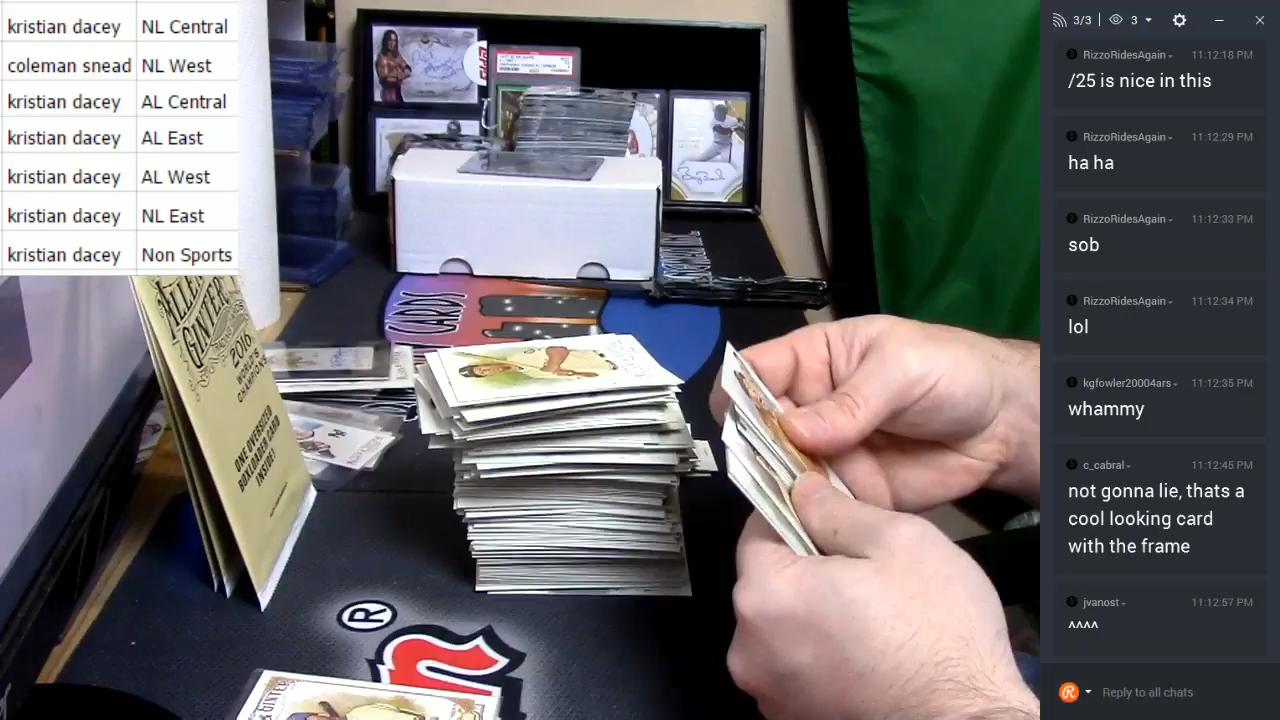 kristian dacey NL Central
coleman snead NL West
kristian dacey AL Central
kristian dacey AL East
kristian dacey AL West
kristian dacey NL East
kristian dacey Non Sports
GINTER
2016
WORLD'S
CHAMPIONS
ONE OVERSIZED
BOXLOADER CARD
INSIDE!
CARDS
®
GINTER
3/3 3
RizzoRidesAgain 11:12:18 PM
/25 is nice in this
RizzoRidesAgain 11:12:29 PM
ha ha
RizzoRidesAgain 11:12:33 PM
sob
RizzoRidesAgain 11:12:34 PM
lol
kgfowler20004ars 11:12:35 PM
whammy
c_cabral 11:12:45 PM
not gonna lie, thats a
cool looking card
with the frame
jvanost 11:12:57 PM
^^^^
Reply to all chats